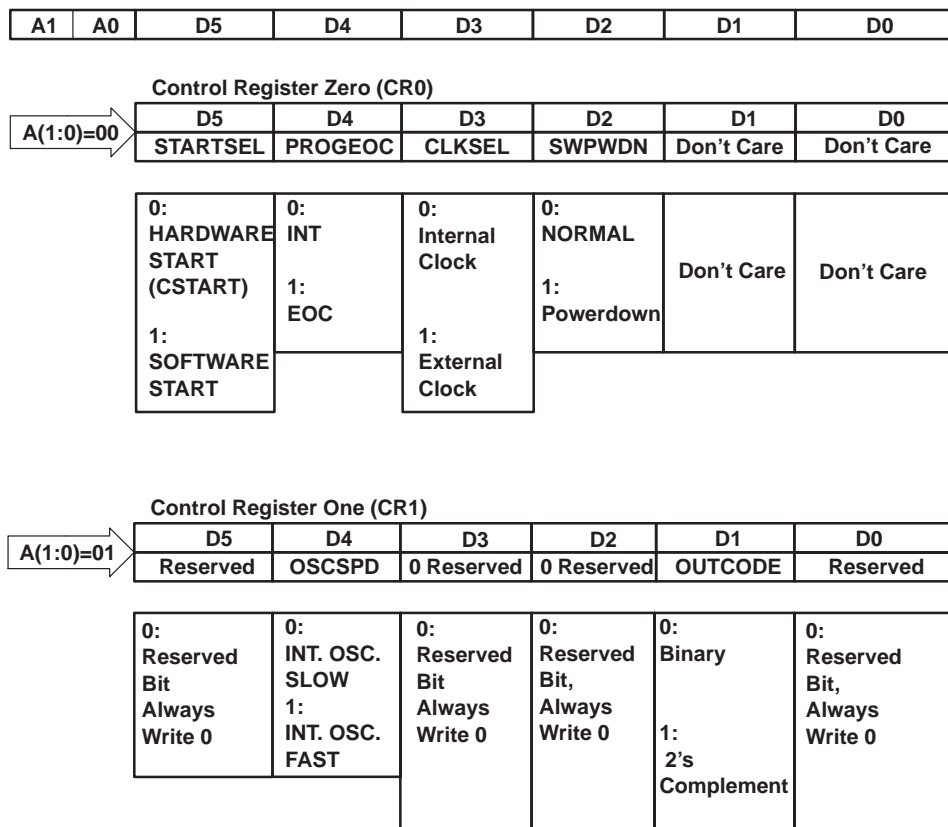 A1 A0 D5 D4 D3 D2 D1 D0
Control Register Zero (CR0)
A(1:0)=00
D5 D4 D3 D2 D1 D0
STARTSEL PROGEOC CLKSEL SWPWDN Don't Care Don't Care
0:
HARDWARE
START
(CSTART)
1:
SOFTWARE
START
0:
INT
1:
EOC
0:
Internal
Clock
1:
External
Clock
0:
NORMAL
1:
Powerdown
Don't Care
Don't Care
Control Register One (CR1)
A(1:0)=01
D5 D4 D3 D2 D1 D0
Reserved OSCSPD 0 Reserved 0 Reserved OUTCODE Reserved
0:
Reserved
Bit
Always
Write 0
0:
INT. OSC.
SLOW
1:
INT. OSC.
FAST
0:
Reserved
Bit
Always
Write 0
0:
Reserved
Bit,
Always
Write 0
0:
Binary
1:
2's
Complement
0:
Reserved
Bit,
Always
Write 0